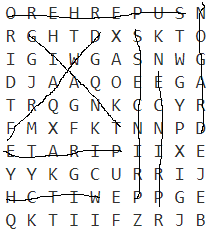 O R E H R E P U S N
R G H T D X S K T O
I G I W G A S N W G
D J A A Q O E E G A
T R Q G N K C C Y R
F M X F K T N N P D
E T A R I P I I X E
Y Y K G C U R R I J
H C T I W E P P G E
Q K T I I F Z R J B